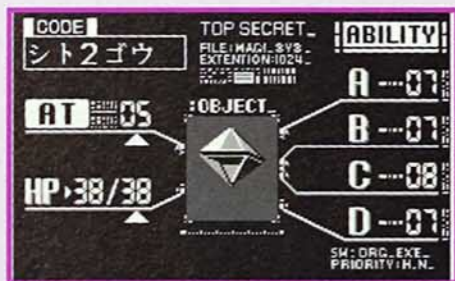 CODE
シト2ゴウ
TOP SECRET_
FILE:MAGI_SYS_
EXTENTION:1024_
ABILITY
AT 05
:OBJECT_
HP▸38/38
A ----07
B ----07
C ----08
D ----07
SW:ORG_EXE_
PRIORITY:H.N_